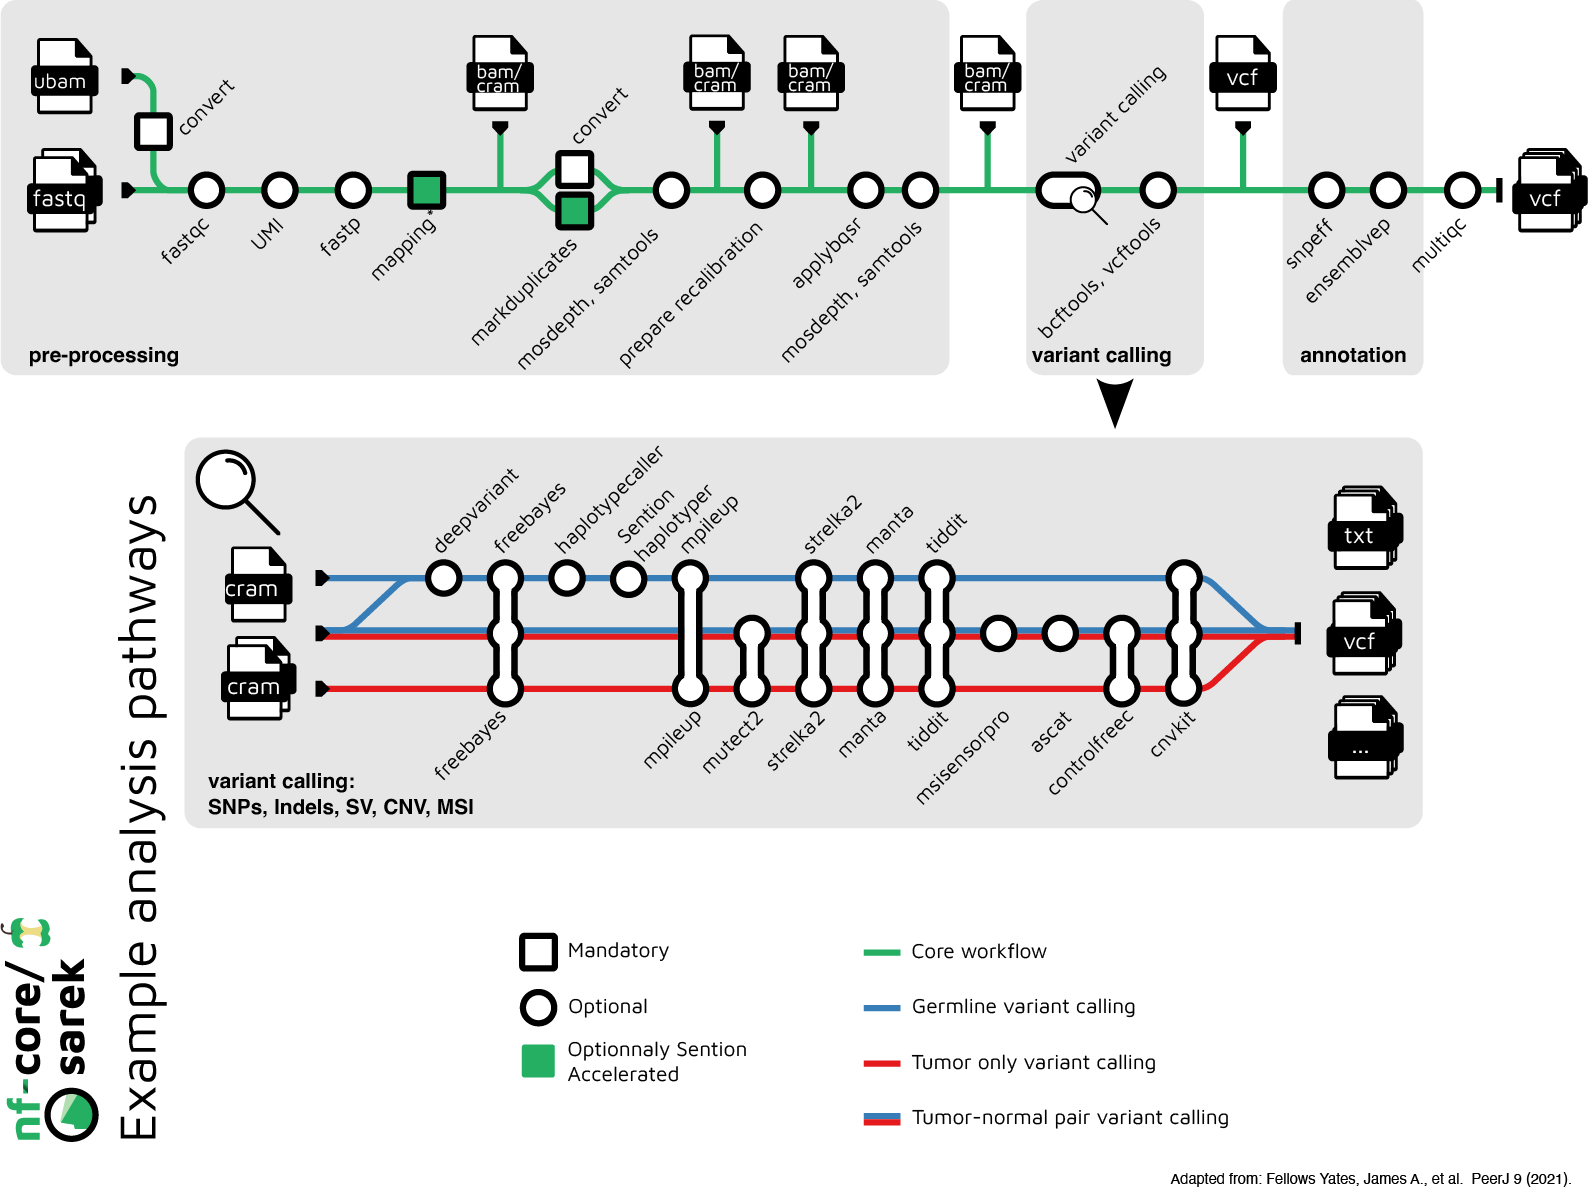 ubam
convert
fastq
fastqc
UMI
fastp
mapping*
bam/
cram
convert
markduplicates
mosdepth, samtools
bam/
cram
prepare recalibration
bam/
cram
applybqsr
mosdepth, samtools
bam/
cram
variant calling
bcftools, vcftools
vcf
snpeff
ensemblvep
multiqc
vcf
pre-processing
variant calling
annotation
Example analysis pathways
cram
cram
deepvariant
freebayes
haplotypecaller
Sention
haplotyper
mpileup
strelka2
manta
tiddit
freebayes
mpileup
mutect2
strelka2
manta
tiddit
msisensorpro
ascat
controlfreec
cnvkit
txt
vcf
...
variant calling:
SNPs, Indels, SV, CNV, MSI
nf-core/
sarek
Mandatory
Optional
Optionnaly Sention
Accelerated
Core workflow
Germline variant calling
Tumor only variant calling
Tumor-normal pair variant calling
Adapted from: Fellows Yates, James A., et al. PeerJ 9 (2021).